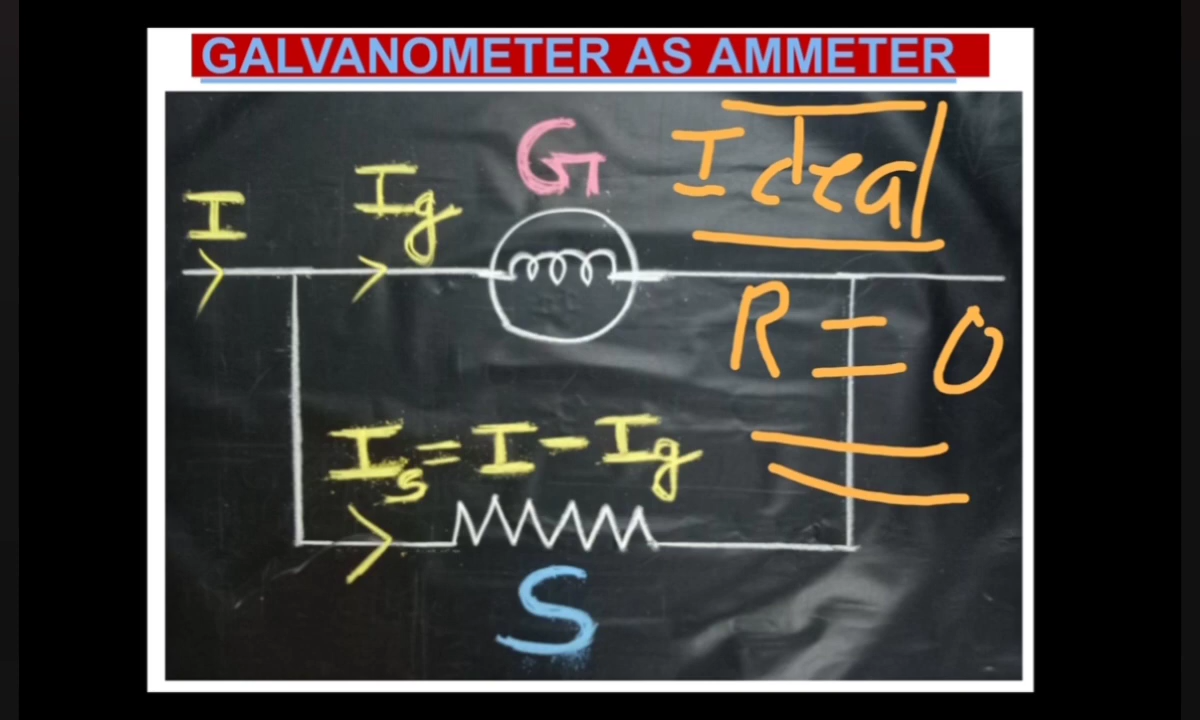 GALVANOMETER AS AMMETER
G
Ideal
I
Ig
R = 0
Is = I - Ig
S